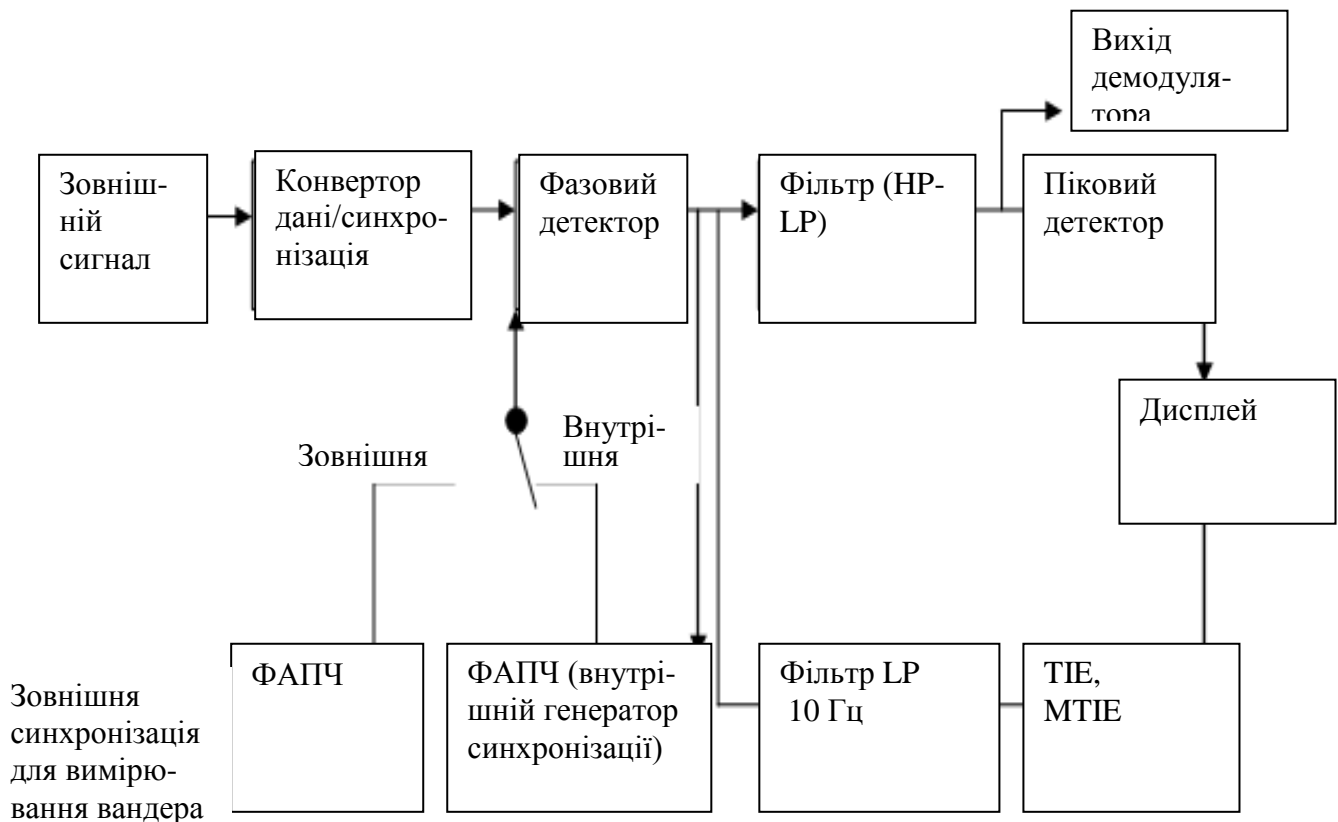 Вихід
демодуля-
тора
Зовніш-
ній
сигнал
Конвертор
дані/синхро-
нізація
Фазовий
детектор
Фільтр (HP-
LP)
Піковий
детектор
Дисплей
Зовнішня
Внутрі-
шня
Зовнішня
синхронізація
для вимірю-
вання вандера
ФАПЧ
ФАПЧ (внутрі-
шній генератор
синхронізації)
Фільтр LP
10 Гц
TIE,
MTIE